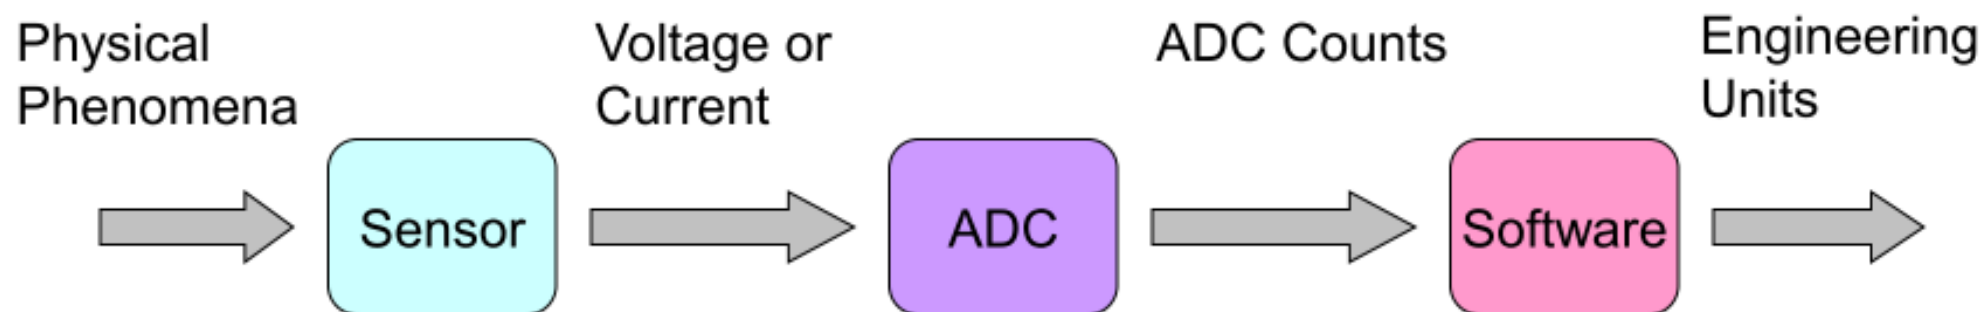 Physical
Phenomena
Voltage or
Current
ADC Counts
Engineering
Units
Sensor
ADC
Software